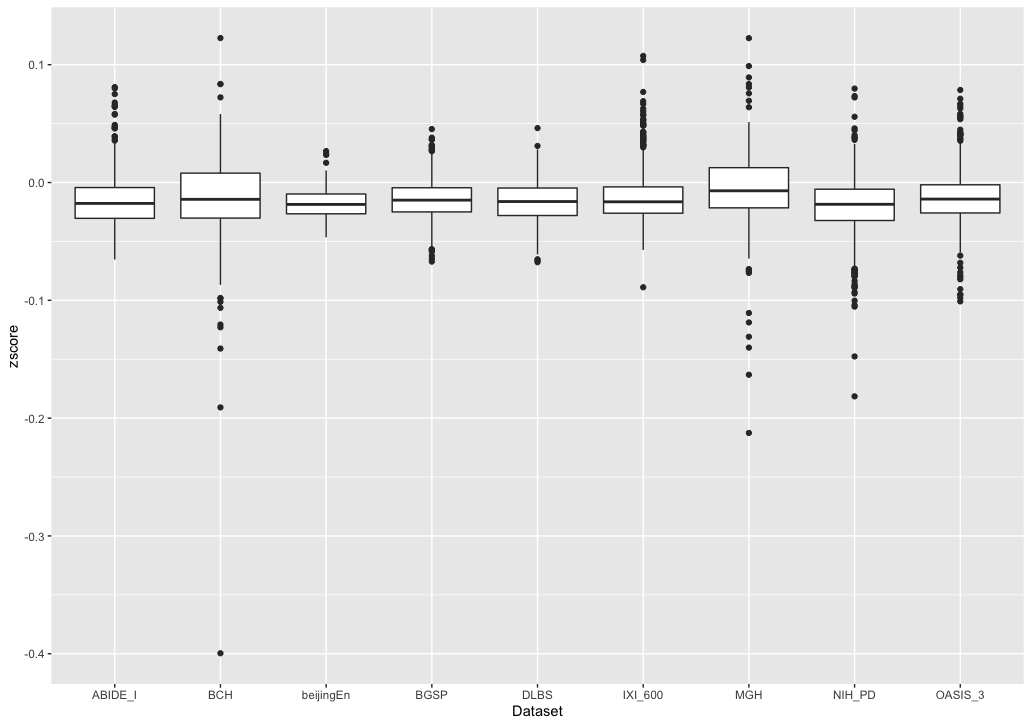 0.1
0.0
-0.1
-0.2
-0.3
-0.4
zscore
ABIDE_I BCH beijingEn BGSP DLBS IXI_600 MGH NIH_PD OASIS_3
Dataset